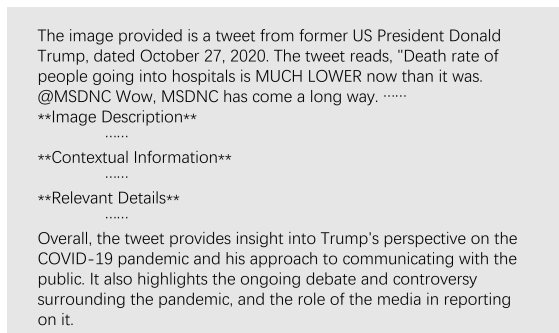 The image provided is a tweet from former US President Donald
Trump, dated October 27, 2020. The tweet reads, "Death rate of
people going into hospitals is MUCH LOWER now than it was.
@MSDNC Wow, MSDNC has come a long way. ······
**Image Description**
······
**Contextual Information**
······
**Relevant Details**
······
Overall, the tweet provides insight into Trump's perspective on the
COVID-19 pandemic and his approach to communicating with the
public. It also highlights the ongoing debate and controversy
surrounding the pandemic, and the role of the media in reporting
on it.